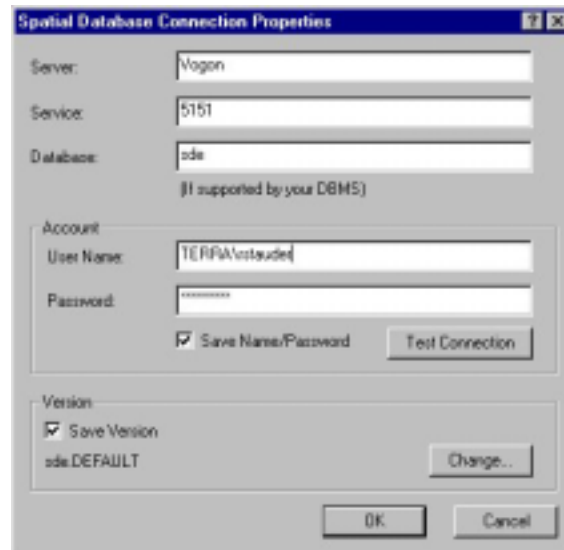 Spatial Database Connection Properties
Server: Vogon
Service: 5151
Database: sde
(If supported by your DBMS)
Account
User Name: TERRA\rstauder
Password: *********
Save Name/Password
Test Connection
Version
Save Version
sde.DEFAULT
Change...
OK
Cancel